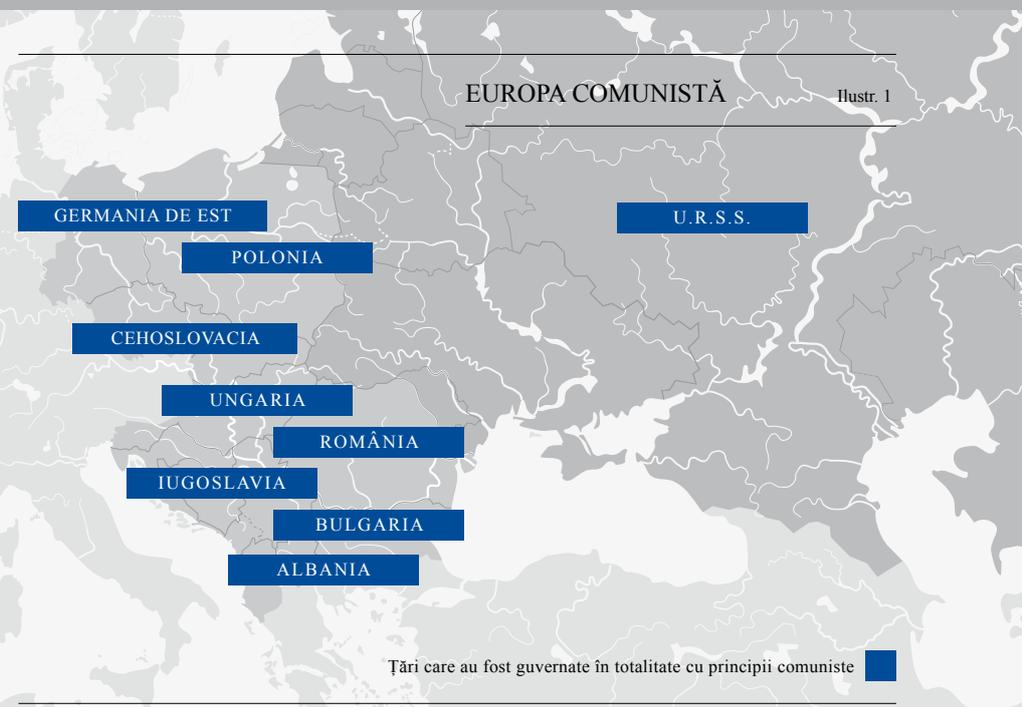 EUROPA COMUNISTĂ
Ilustr. 1
GERMANIA DE EST
U.R.S.S.
POLONIA
CEHOSLOVACIA
UNGARIA
ROMÂNIA
IUGOSLAVIA
BULGARIA
ALBANIA
Țări care au fost guvernate în totalitate cu principii comuniste